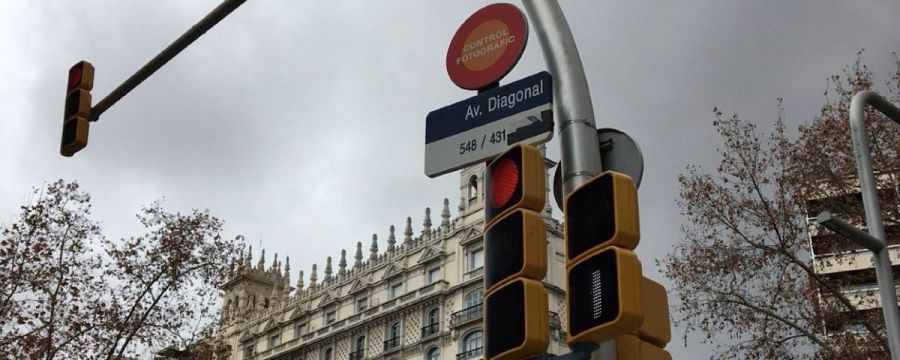 CONTROL
FOTOGRÀFIC
Av. Diagonal
548 / 431